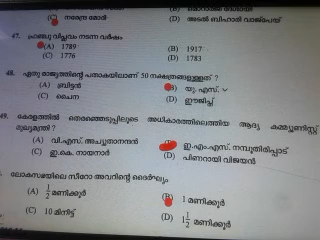 (C) നരേന്ദ്ര മോദി (D) അടൽ ബിഹാരി വാജ്പേയ്
47. ഫ്രഞ്ചു വിപ്ലവം നടന്ന വർഷം
(A) 1789 (B) 1917
(C) 1776 (D) 1783
48. ഏതു രാജ്യത്തിന്റെ പതാകയിലാണ് 50 നക്ഷത്രങ്ങളുള്ളത് ?
(A) ബ്രിട്ടൻ (B) യു. എസ്.
(C) ചൈന (D) ഈജിപ്ത്
49. കേരളത്തിൽ തെരഞ്ഞെടുപ്പിലൂടെ അധികാരത്തിലെത്തിയ ആദ്യ കമ്മ്യൂണിസ്റ്റ്
മുഖ്യമന്ത്രി ?
(A) വി.എസ്. അച്യുതാനന്ദൻ ഇ.എം.എസ്. നമ്പൂതിരിപ്പാട്
(C) ഇ.കെ. നായനാർ (D) പിണറായി വിജയൻ
ലോകസഭയിലെ സീറോ അവറിന്റെ ദൈർഘ്യം
(A) 1/2 മണിക്കൂർ (B) 1 മണിക്കൂർ
(C) 10 മിനിട്ട് (D) 1 1/2 മണിക്കൂർ